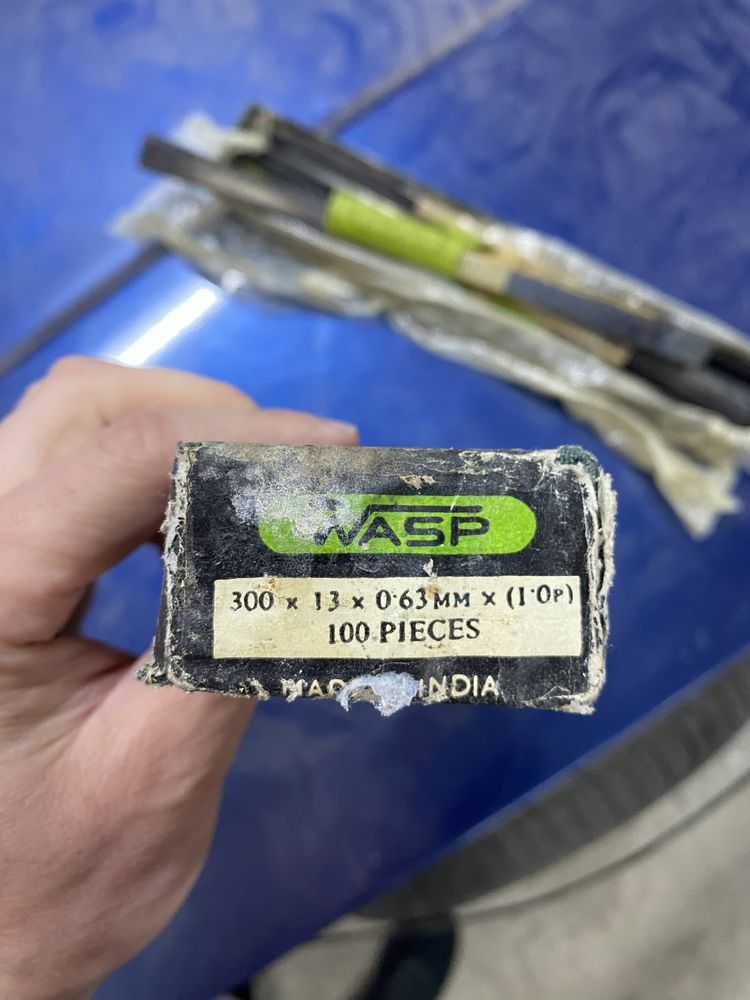 WASP
300 x 13 x 0·63MM x (1·0P)
100 PIECES
INDIA